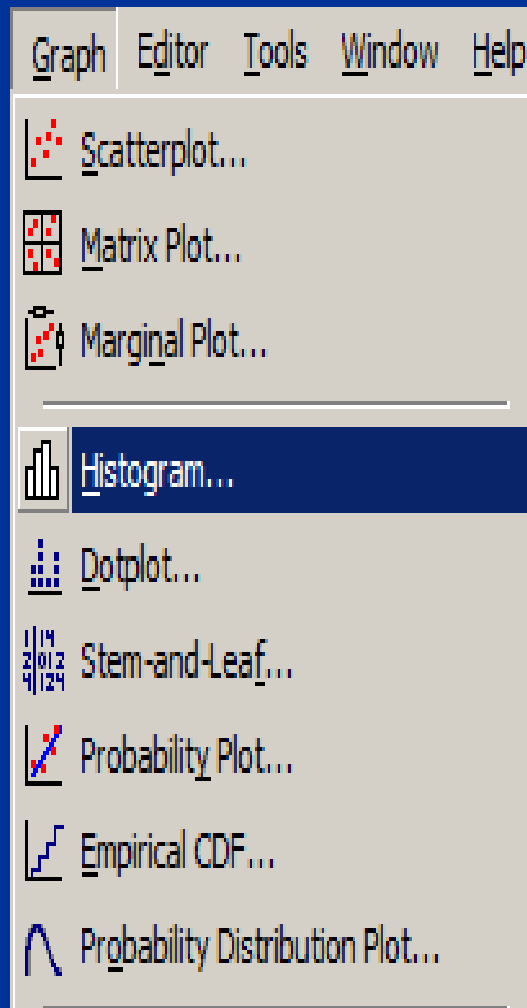 Graph Editor Tools Window Help
Scatterplot...
Matrix Plot...
Marginal Plot...
Histogram...
Dotplot...
Stem-and-Leaf...
Probability Plot...
Empirical CDF...
Probability Distribution Plot...